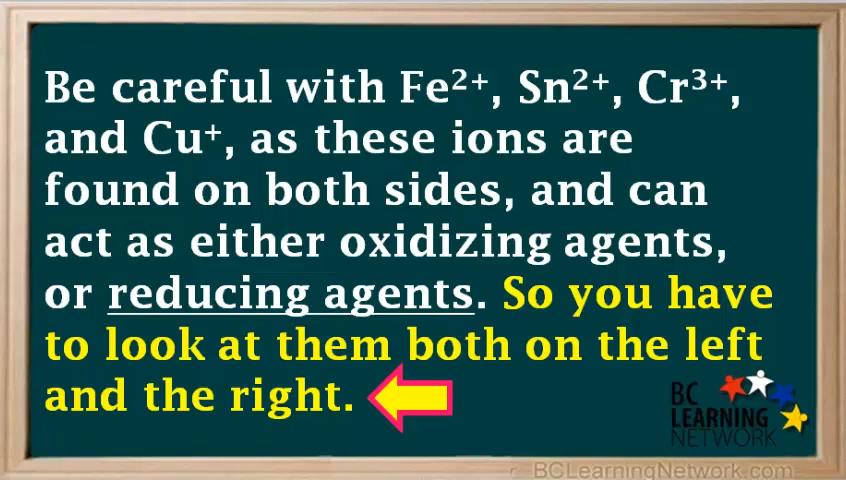 Be careful with Fe²⁺, Sn²⁺, Cr³⁺,
and Cu⁺, as these ions are
found on both sides, and can
act as either oxidizing agents,
or reducing agents. So you have
to look at them both on the left
and the right.
BC
LEARNING
NETWORK
BCLearningNetwork.com